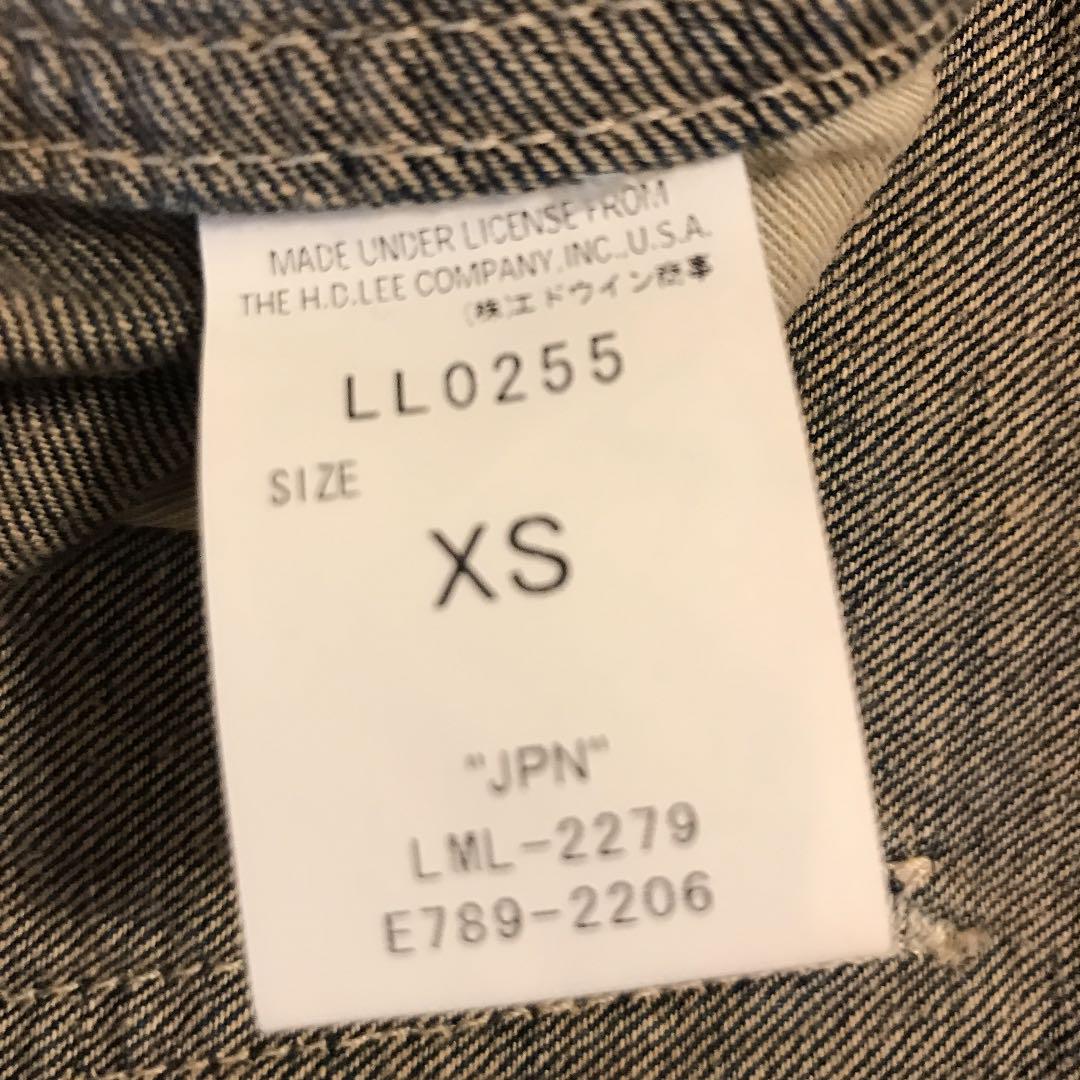 MADE UNDER LICENSE FROM
THE H.D.LEE COMPANY,INC.,U.S.A.
(株)エドウイン商事
LL0255
SIZE
XS
"JPN"
LML-2279
E789-2206